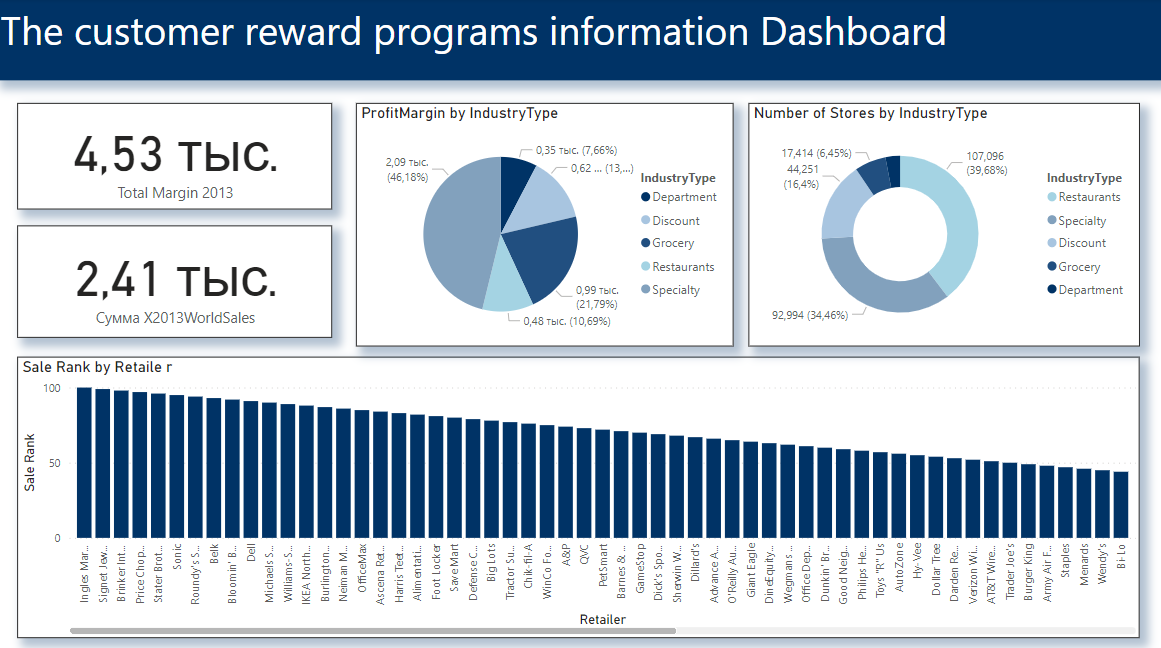 The customer reward programs information Dashboard
4,53 тыс.
Total Margin 2013
2,41 тыс.
Сумма X2013WorldSales
ProfitMargin by IndustryType
0,35 тыс. (7,66%)
0,62 ... (13,...)
2,09 тыс.
(46,18%)
0,99 тыс.
(21,79%)
0,48 тыс. (10,69%)
IndustryType
Department
Discount
Grocery
Restaurants
Specialty
Number of Stores by IndustryType
17,414 (6,45%)
44,251
(16,4%)
107,096
(39,68%)
92,994 (34,46%)
IndustryType
Restaurants
Specialty
Discount
Grocery
Department
Sale Rank by Retaile r
Sale Rank
100
50
0
Ingles Mar...
Signet Jew...
Brinker Int...
Price Chop...
Stater Brot...
Sonic
Roundy's S...
Belk
Bloomin' B...
Dell
Michaels S...
Williams-S...
IKEA North...
Burlington...
Neiman M...
OfficeMax
Ascena Ret...
Harris Teet...
Alimentati...
Foot Locker
Save Mart
Defense C...
Big Lots
Tractor Su...
Chik-fil-A
WinCo Fo...
A&P
QVC
PetSmart
Barnes & ...
GameStop
Dick's Spo...
Sherwin W...
Dillard's
Advance A...
O'Reilly Au...
Giant Eagle
DineEquity...
Wegmans ...
Office Dep...
Dunkin' Br...
Good Neig...
Philips He...
Toys "R" Us
AutoZone
Hy-Vee
Dollar Tree
Darden Re...
Verizon Wi...
AT&T Wire...
Trader Joe's
Burger King
Army Air F...
Staples
Menards
Wendy's
BI-Lo
Retailer